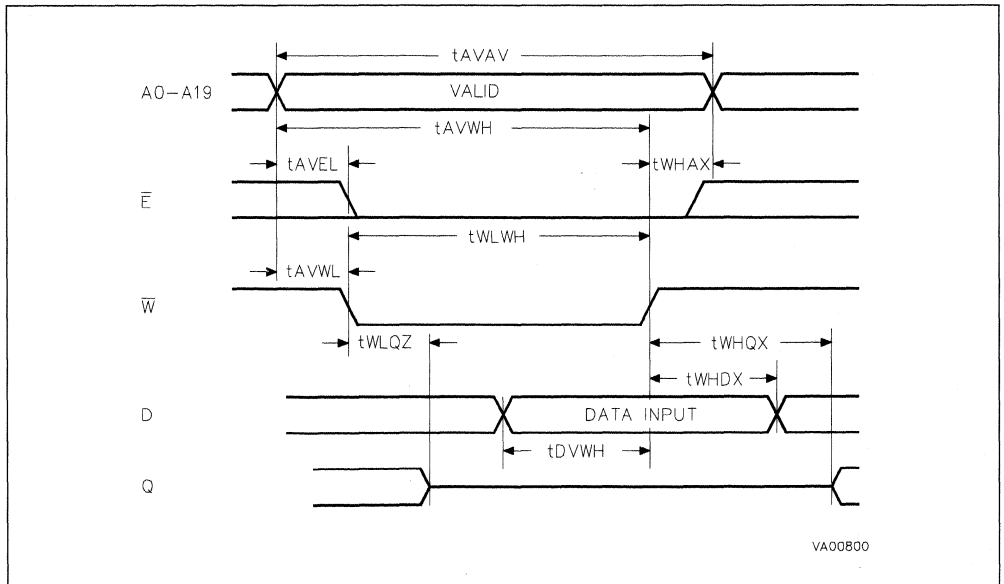 tAVAV
A0-A19 VALID
tAVWH
tAVEL tWHAX
E̅
tWLWH
tAVWL
W̅
tWLQZ tWHQX
tWHDX
D DATA INPUT
tDVWH
Q
VA00800